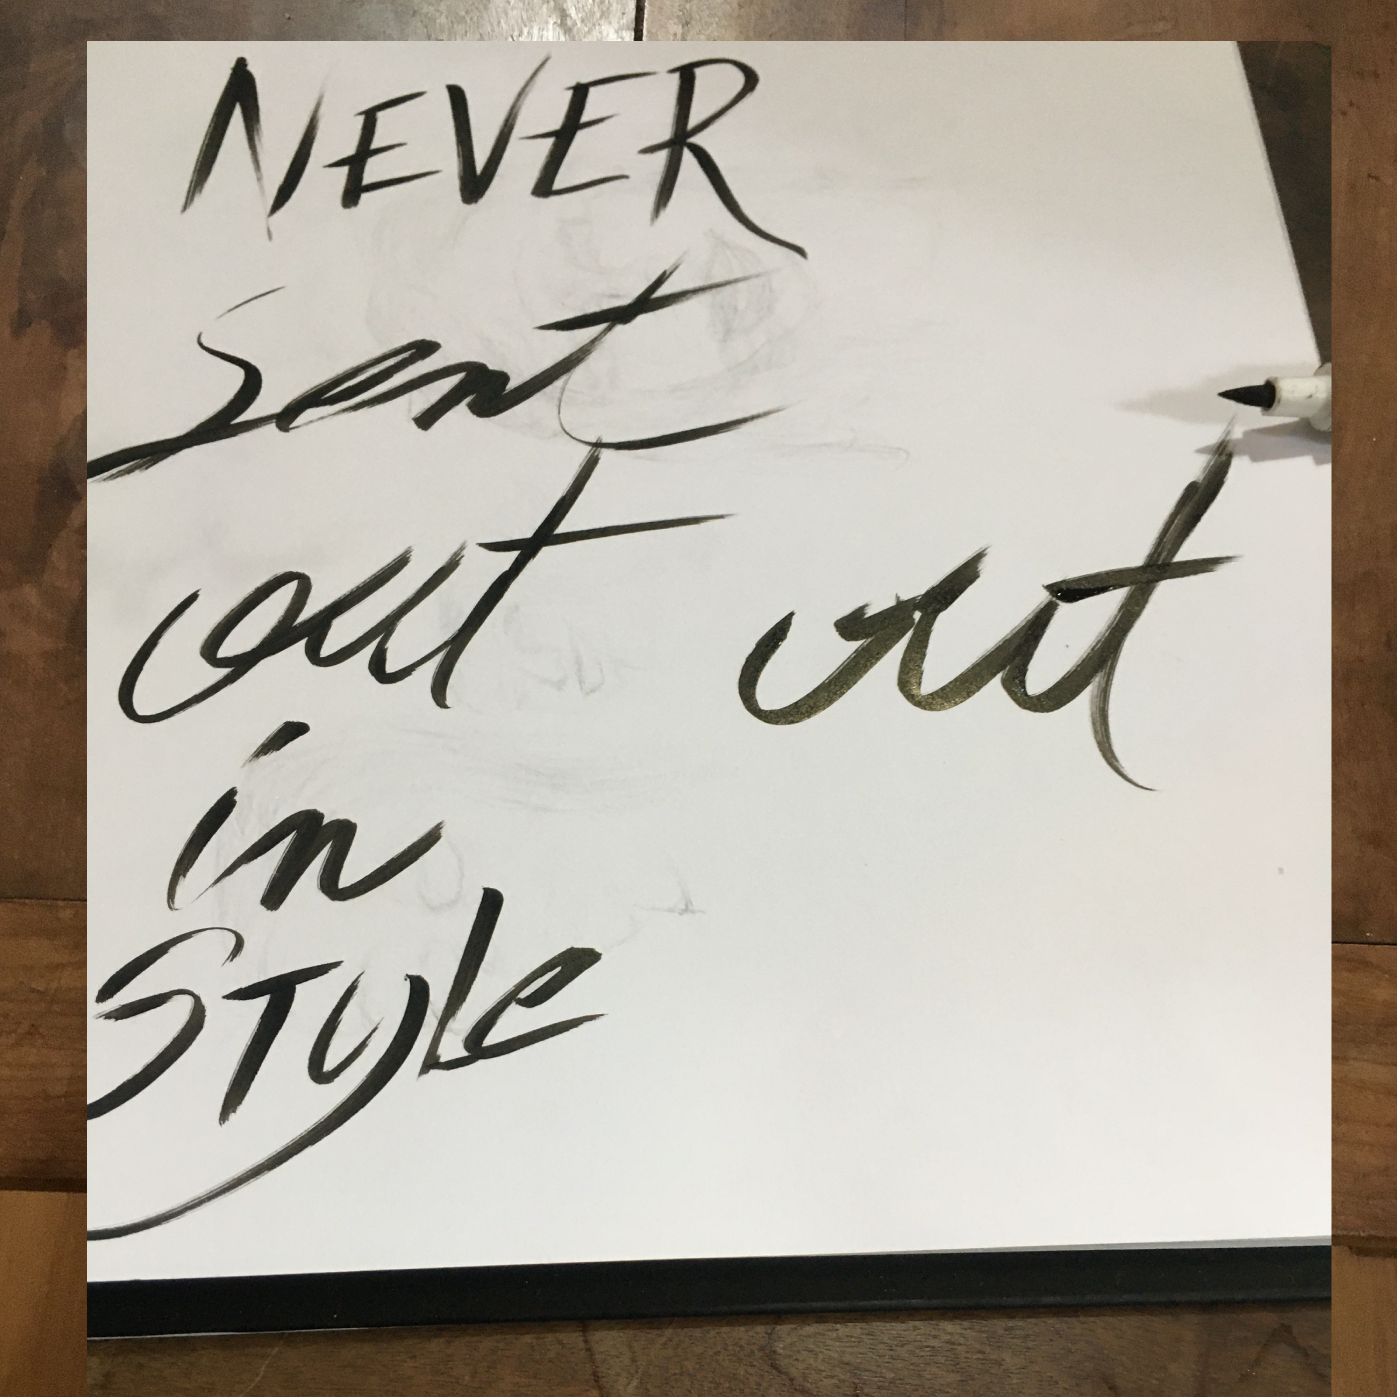 NEVER
sent
out out
in
STyle